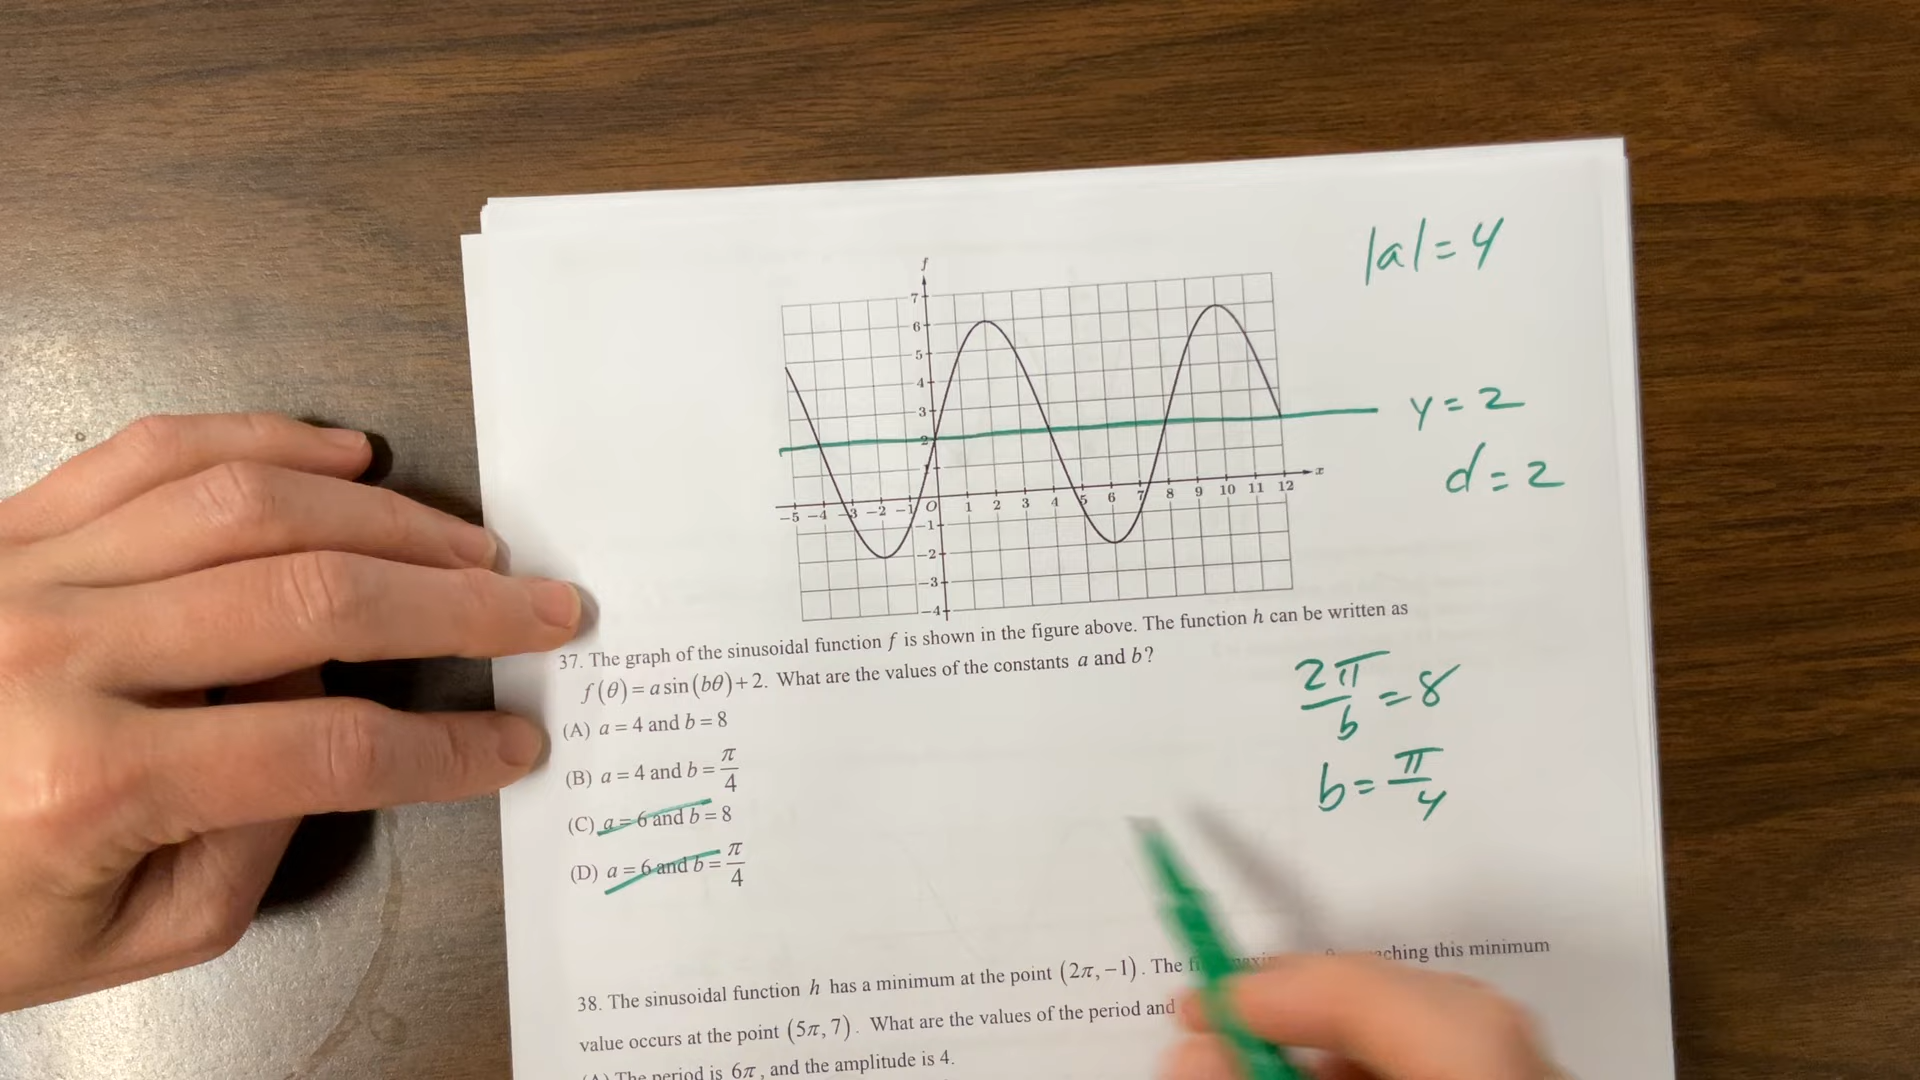 |a|=4
f
7
6
5
4
3
2
1
y=2
d=2
x
-5 -4 -3 -2 -1 O 1 2 3 4 5 6 7 8 9 10 11 12
-1
-2
-3
-4
37. The graph of the sinusoidal function f is shown in the figure above. The function h can be written as
f(θ)=a sin(bθ)+2. What are the values of the constants a and b?
2π/b=8
b=π/4
(A) a=4 and b=8
(B) a=4 and b=π/4
(C) a=6 and b=8
(D) a=6 and b=π/4
38. The sinusoidal function h has a minimum at the point (2π,-1). The aching this minimum
value occurs at the point (5π,7). What are the values of the period and
(A) The period is 6π, and the amplitude is 4.